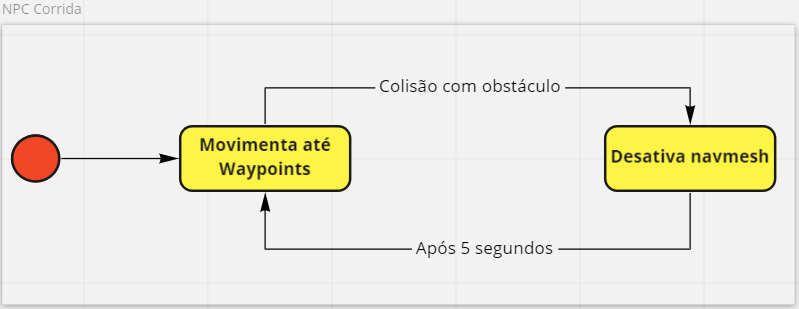 NPC Corrida
Colisão com obstáculo
Movimenta até
Waypoints
Desativa navmesh
Após 5 segundos